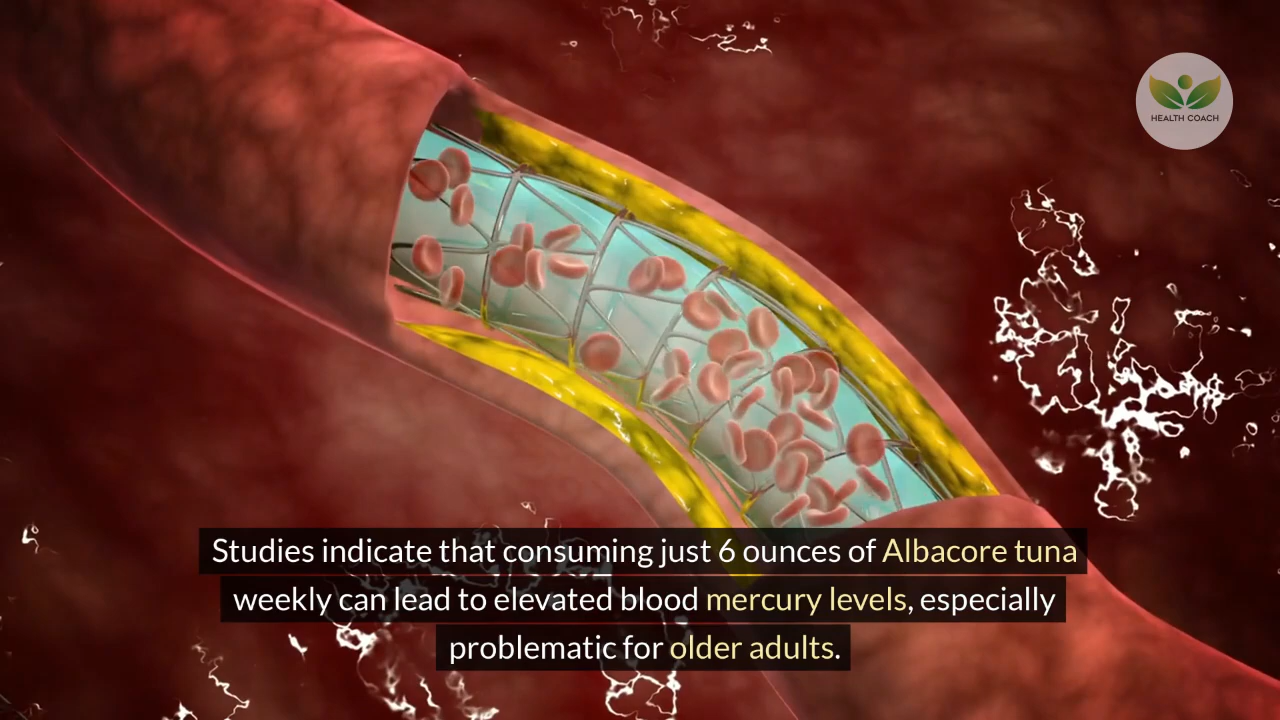 HEALTH COACH
Studies indicate that consuming just 6 ounces of Albacore tuna
weekly can lead to elevated blood mercury levels, especially
problematic for older adults.